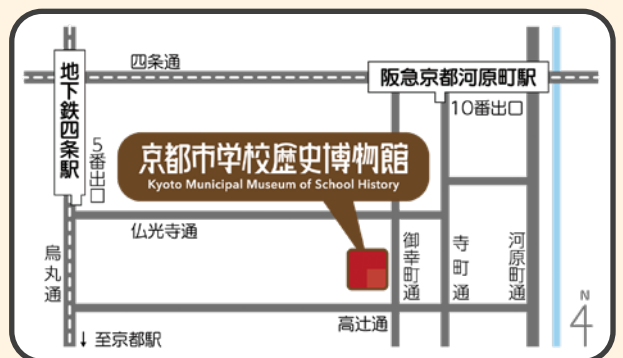 四条通
阪急京都河原町駅
10番出口
地下鉄四条駅
5番出口
京都市学校歴史博物館
Kyoto Municipal Museum of School History
仏光寺通
烏丸通
御幸町通
寺町通
河原町通
高辻通
↓ 至京都駅
N